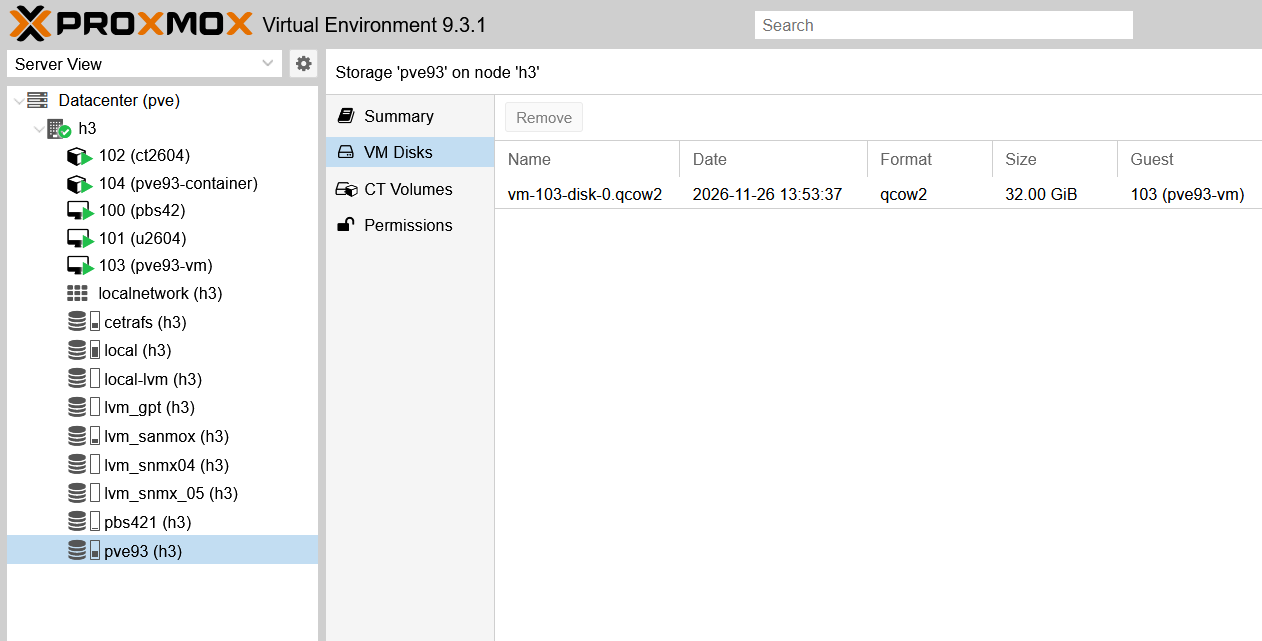 PROXMOX Virtual Environment 9.3.1
Search
Server View
Datacenter (pve)
h3
102 (ct2604)
104 (pve93-container)
100 (pbs42)
101 (u2604)
103 (pve93-vm)
localnetwork (h3)
cetrafs (h3)
local (h3)
local-lvm (h3)
lvm_gpt (h3)
lvm_sanmox (h3)
lvm_snmx04 (h3)
lvm_snmx_05 (h3)
pbs421 (h3)
pve93 (h3)
Storage 'pve93' on node 'h3'
Summary
VM Disks
CT Volumes
Permissions
Remove
Name Date Format Size Guest
vm-103-disk-0.qcow2 2026-11-26 13:53:37 qcow2 32.00 GiB 103 (pve93-vm)